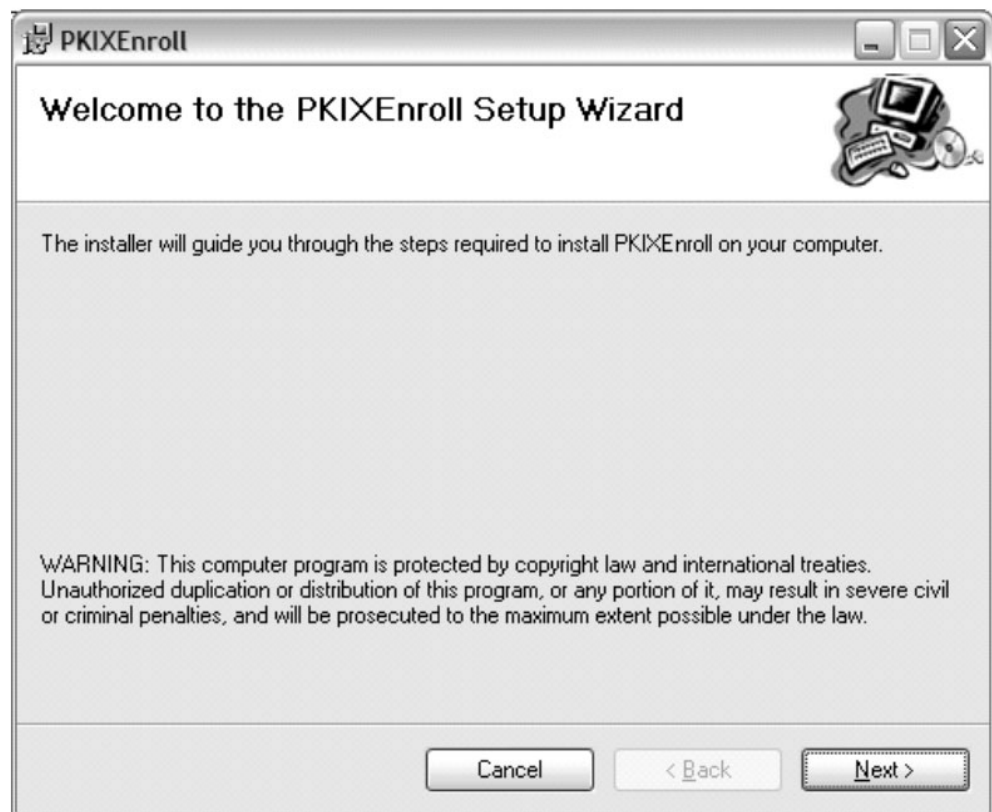 PKIXEnroll
Welcome to the PKIXEnroll Setup Wizard
The installer will guide you through the steps required to install PKIXEnroll on your computer.
WARNING: This computer program is protected by copyright law and international treaties.
Unauthorized duplication or distribution of this program, or any portion of it, may result in severe civil
or criminal penalties, and will be prosecuted to the maximum extent possible under the law.
Cancel
< Back
Next >